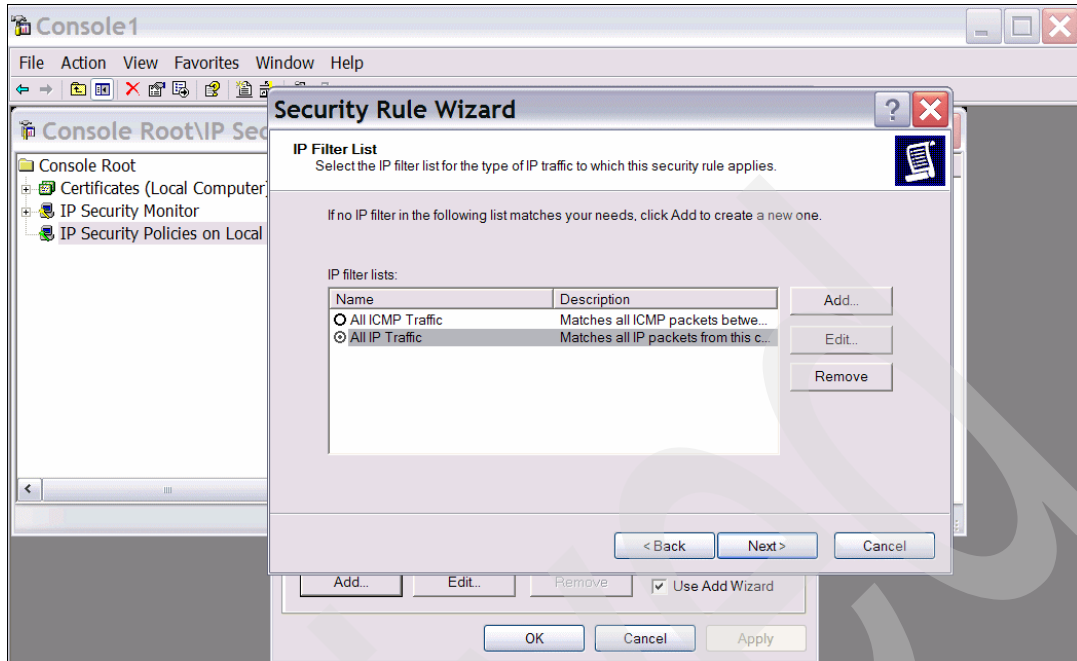 Console1
File Action View Favorites Window Help
Console Root\IP Sec
Console Root
Certificates (Local Computer
IP Security Monitor
IP Security Policies on Local
Security Rule Wizard
IP Filter List
Select the IP filter list for the type of IP traffic to which this security rule applies.
If no IP filter in the following list matches your needs, click Add to create a new one.
IP filter lists:
Name Description
All ICMP Traffic Matches all ICMP packets betwe...
All IP Traffic Matches all IP packets from this c...
Add...
Edit...
Remove
< Back Next > Cancel
Add... Edit... Remove Use Add Wizard
OK Cancel Apply